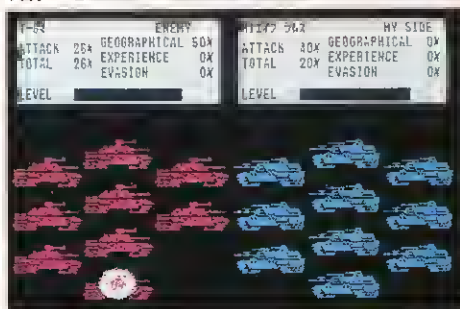 ENEMY
ATTACK 25% GEOGRAPHICAL 50%
TOTAL 26% EXPERIENCE 0%
EVASION 0%
LEVEL
MY SIDE
ATTACK 40% GEOGRAPHICAL 0%
TOTAL 20% EXPERIENCE 0%
EVASION 0%
LEVEL